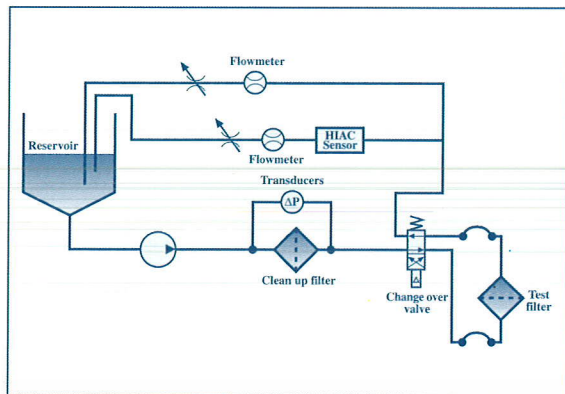 Flowmeter
Reservoir
HIAC
Sensor
Flowmeter
Transducers
ΔP
Clean up filter
Change over
valve
Test
filter